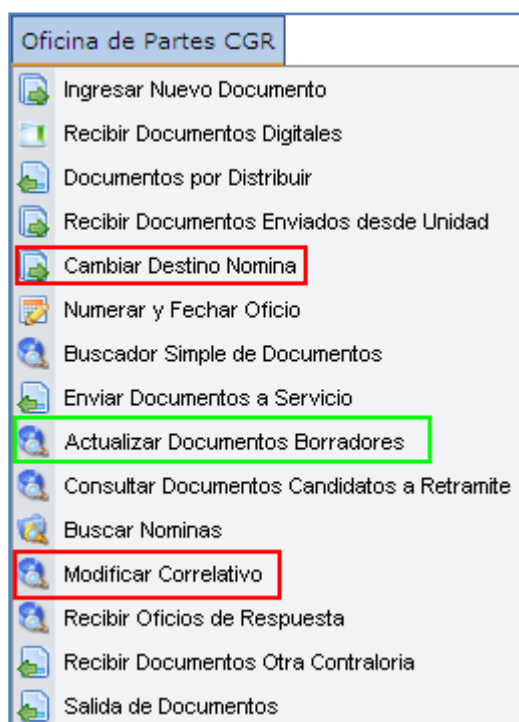 Oficina de Partes CGR
Ingresar Nuevo Documento
Recibir Documentos Digitales
Documentos por Distribuir
Recibir Documentos Enviados desde Unidad
Cambiar Destino Nomina
Numerar y Fechar Oficio
Buscador Simple de Documentos
Enviar Documentos a Servicio
Actualizar Documentos Borradores
Consultar Documentos Candidatos a Retramite
Buscar Nominas
Modificar Correlativo
Recibir Oficios de Respuesta
Recibir Documentos Otra Contraloria
Salida de Documentos